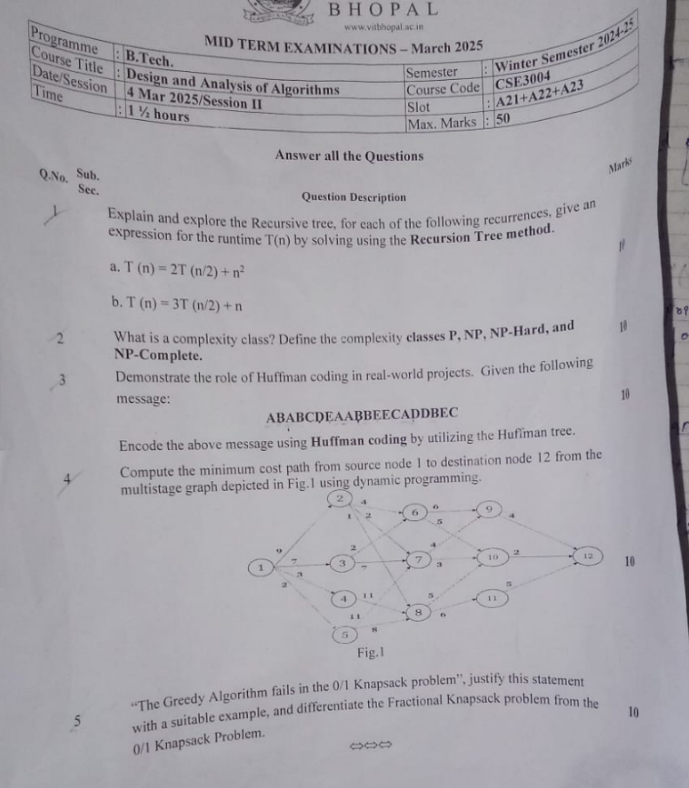 BHOPAL
www.vitbhopal.ac.in
MID TERM EXAMINATIONS – March 2025
Programme : B.Tech. Semester : Winter Semester 2024-25
Course Title : Design and Analysis of Algorithms Course Code : CSE3004
Date/Session : 4 Mar 2025/Session II Slot : A21+A22+A23
Time : 1 ½ hours Max. Marks : 50
Answer all the Questions
Q.No. Sub. Sec. Question Description Marks
1 Explain and explore the Recursive tree, for each of the following recurrences, give an
expression for the runtime T(n) by solving using the Recursion Tree method. 10
a. T (n) = 2T (n/2) + n²
b. T (n) = 3T (n/2) + n
2 What is a complexity class? Define the complexity classes P, NP, NP-Hard, and 10
NP-Complete.
3 Demonstrate the role of Huffman coding in real-world projects. Given the following
message: 10
ABABCDEAABBEECADDBEC
Encode the above message using Huffman coding by utilizing the Huffman tree.
4 Compute the minimum cost path from source node 1 to destination node 12 from the
multistage graph depicted in Fig.1 using dynamic programming.
2 4 6 6 9 4
1 2 5
9 2 4
1 7 3 7 7 3 10 2 12 10
3
2 4 11 5 5 11
11 8 6
5 8
Fig.1
"The Greedy Algorithm fails in the 0/1 Knapsack problem", justify this statement
5 with a suitable example, and differentiate the Fractional Knapsack problem from the 10
0/1 Knapsack Problem.
⇔⇔⇔